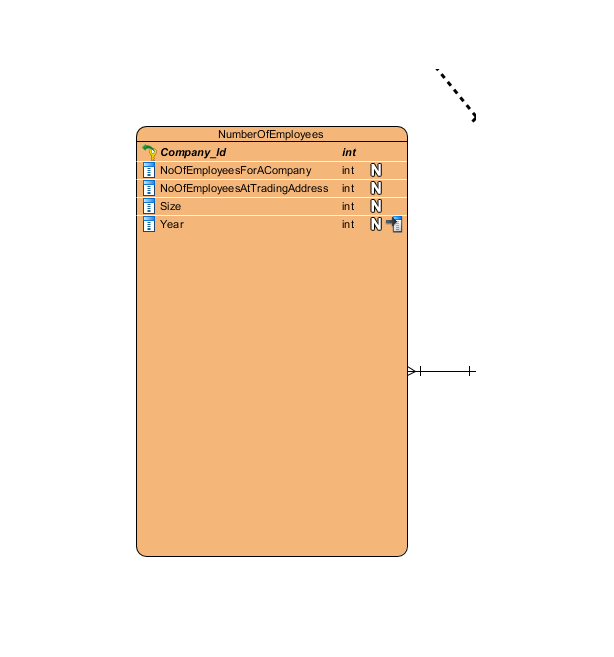 NumberOfEmployees
Company_Id int
NoOfEmployeesForACompany int N
NoOfEmployeesAtTradingAddress int N
Size int N
Year int N